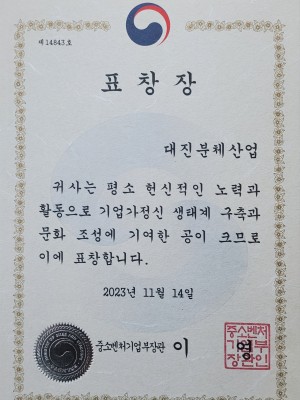 제 14843 호
표 창 장
대진분체산업
귀사는 평소 헌신적인 노력과
활동으로 기업가정신 생태계 구축과
문화 조성에 기여한 공이 크므로
이에 표창합니다.
2023년 11월 14일
중소벤처기업부장관 이 영
중소벤처
기업부
장관인